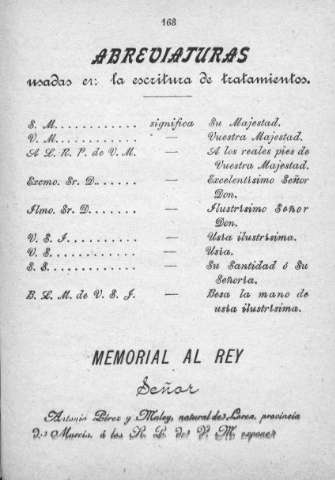 168
ABREVIATURAS
usadas en: la escritura de tratamientos.
S. M. . . . . . . . . . . . significa Su Majestad.
V. M. . . . . . . . . . . . — Vuestra Majestad.
A L. R. P. de V. M. — A los reales pies de
Vuestra Majestad.
Excmo. Sr. D. . . . . . — Excelentísimo Señor
Don.
Ilmo. Sr. D. . . . . . . — Ilustrísimo Señor
Don.
V. S. I. . . . . . . . . . . — Usía ilustrísima.
V. S. . . . . . . . . . . . — Usía.
S. S. . . . . . . . . . . . — Su Santidad ó Su
Señoría.
B. L. M. de V. S. I. — Besa la mano de
usía ilustrísima.
MEMORIAL AL REY
Señor
Antonio Pérez y Muley, natural de Lorca, provincia
de Murcia, á los R. P. de V. M. expone: